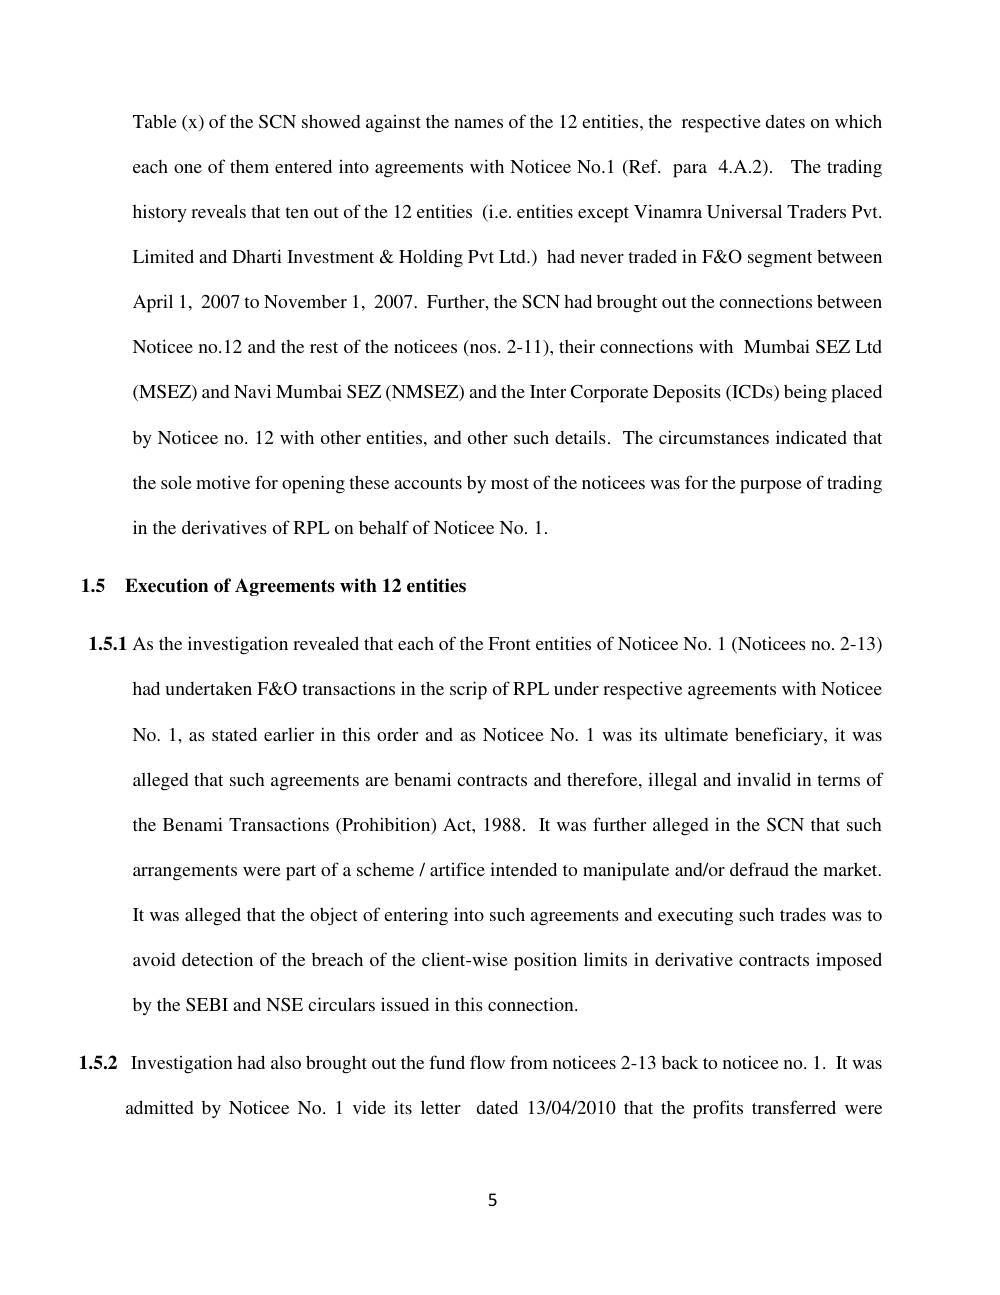 Table (x) of the SCN showed against the names of the 12 entities, the respective dates on which
each one of them entered into agreements with Noticee No.1 (Ref. para 4.A.2). The trading
history reveals that ten out of the 12 entities (i.e. entities except Vinamra Universal Traders Pvt.
Limited and Dharti Investment & Holding Pvt Ltd.) had never traded in F&O segment between
April 1, 2007 to November 1, 2007. Further, the SCN had brought out the connections between
Noticee no.12 and the rest of the noticees (nos. 2-11), their connections with Mumbai SEZ Ltd
(MSEZ) and Navi Mumbai SEZ (NMSEZ) and the Inter Corporate Deposits (ICDs) being placed
by Noticee no. 12 with other entities, and other such details. The circumstances indicated that
the sole motive for opening these accounts by most of the noticees was for the purpose of trading
in the derivatives of RPL on behalf of Noticee No. 1.
1.5 Execution of Agreements with 12 entities
1.5.1 As the investigation revealed that each of the Front entities of Noticee No. 1 (Noticees no. 2-13)
had undertaken F&O transactions in the scrip of RPL under respective agreements with Noticee
No. 1, as stated earlier in this order and as Noticee No. 1 was its ultimate beneficiary, it was
alleged that such agreements are benami contracts and therefore, illegal and invalid in terms of
the Benami Transactions (Prohibition) Act, 1988. It was further alleged in the SCN that such
arrangements were part of a scheme / artifice intended to manipulate and/or defraud the market.
It was alleged that the object of entering into such agreements and executing such trades was to
avoid detection of the breach of the client-wise position limits in derivative contracts imposed
by the SEBI and NSE circulars issued in this connection.
1.5.2 Investigation had also brought out the fund flow from noticees 2-13 back to noticee no. 1. It was
admitted by Noticee No. 1 vide its letter dated 13/04/2010 that the profits transferred were
5